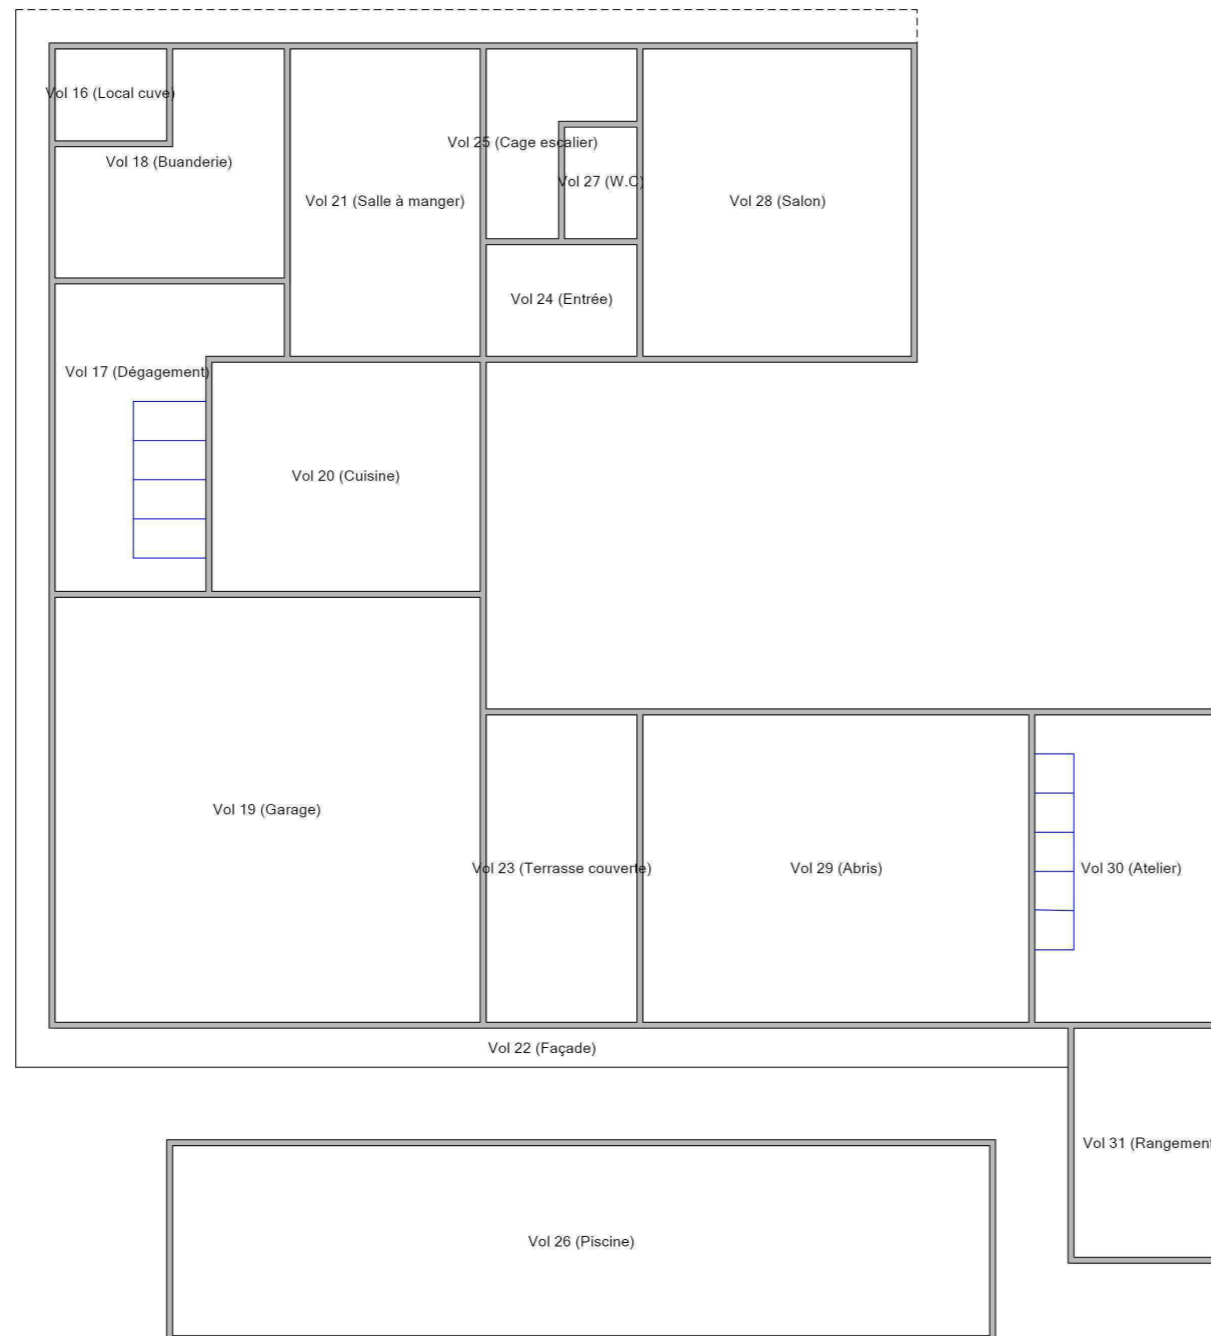 Vol 16 (Local cuve)
Vol 25 (Cage escalier)
Vol 18 (Buanderie)
Vol 27 (W.C)
Vol 21 (Salle à manger)
Vol 28 (Salon)
Vol 24 (Entrée)
Vol 17 (Dégagement)
Vol 20 (Cuisine)
Vol 19 (Garage)
Vol 23 (Terrasse couverte)
Vol 29 (Abris)
Vol 30 (Atelier)
Vol 22 (Façade)
Vol 31 (Rangement
Vol 26 (Piscine)